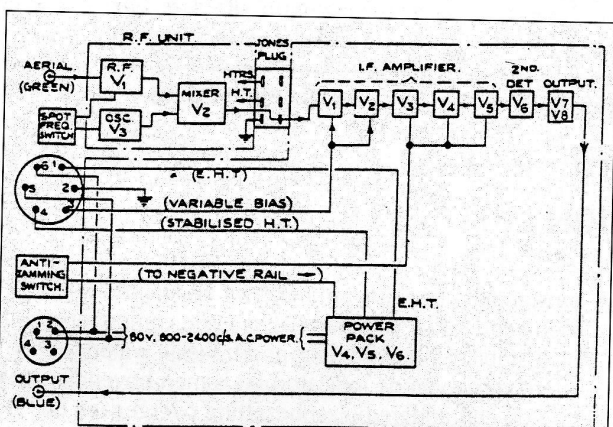 R.F. UNIT.
JONES PLUG
AERIAL.
(GREEN)
R.F.
V1
OSC.
V3
MIXER
V2
HTRS.
H.T.
SPOT
FREQ.
SWITCH.
I.F. AMPLIFIER.
V1
V2
V3
V4
V5
2ND.
DET
V6
OUTPUT.
V7
V8
6
1
5
2
4
3
(E.H.T)
(VARIABLE BIAS)
(STABILISED H.T.)
ANTI-
JAMMING
SWITCH.
(TO NEGATIVE RAIL —)
E.H.T.
POWER
PACK
V4, V5, V6.
1
2
4
3
80V. 800-2400c/s. A.C. POWER.
OUTPUT
(BLUE)